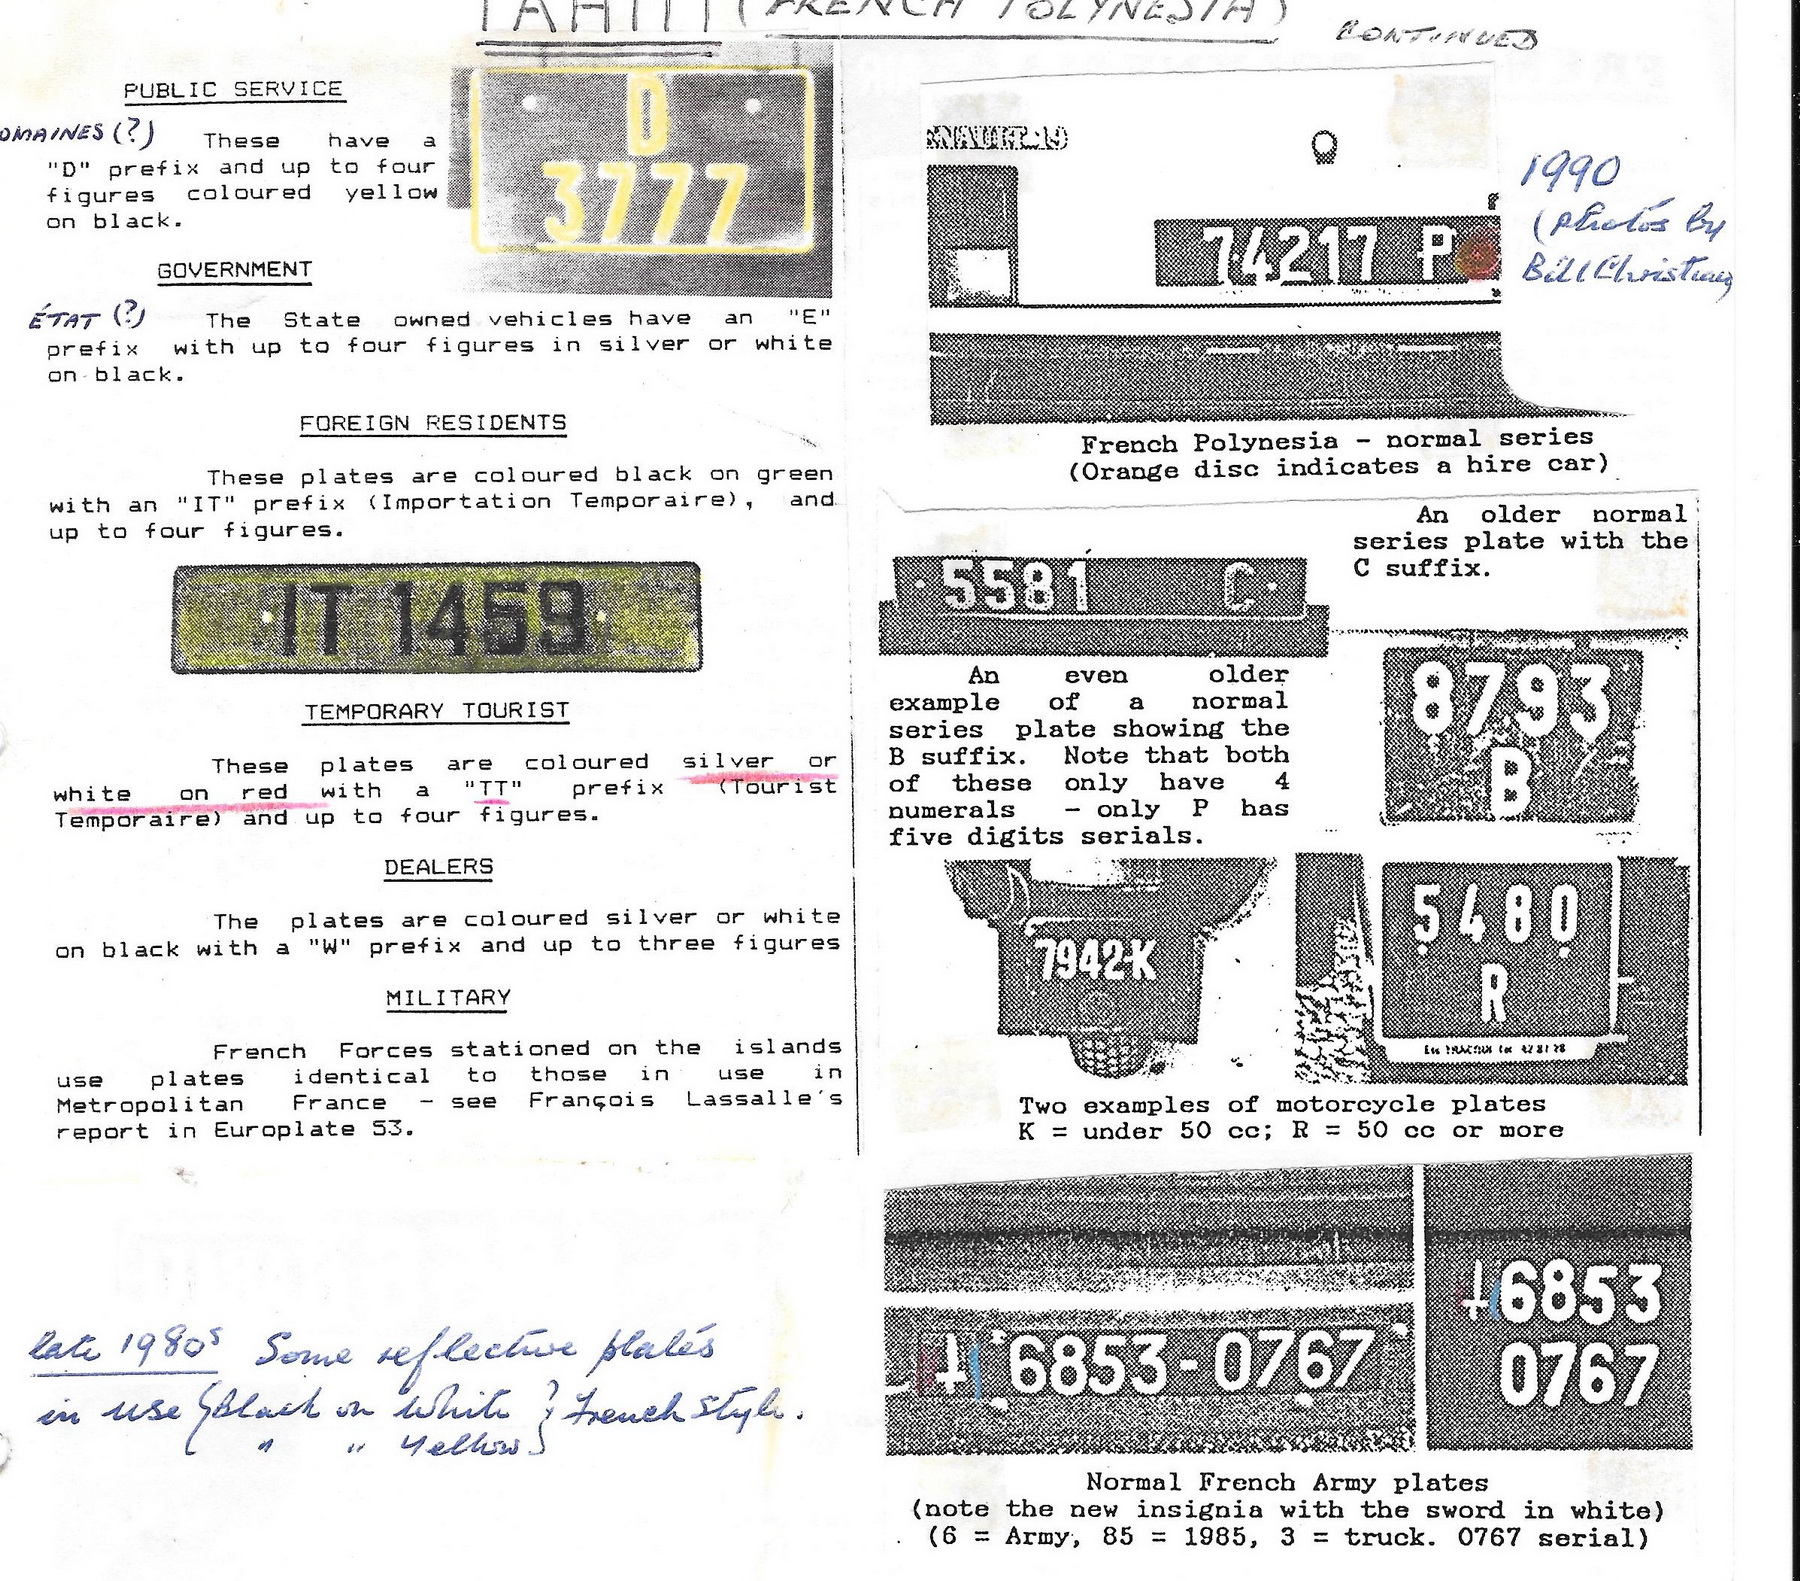 TAHITI (FRENCH POLYNESIA)
CONTINUED
PUBLIC SERVICE
OMAINES (?) These have a
"D" prefix and up to four
figures coloured yellow
on black.
D
3777
GOVERNMENT
ÉTAT (?) The State owned vehicles have an "E"
prefix with up to four figures in silver or white
on black.
FOREIGN RESIDENTS
These plates are coloured black on green
with an "IT" prefix (Importation Temporaire), and
up to four figures.
IT 1459
TEMPORARY TOURIST
These plates are coloured silver or
white on red with a "TT" prefix (Tourist
Temporaire) and up to four figures.
DEALERS
The plates are coloured silver or white
on black with a "W" prefix and up to three figures
MILITARY
French Forces stationed on the islands
use plates identical to those in use in
Metropolitan France - see François Lassalle's
report in Europlate 53.
late 1980s Some reflective plates
in use {Black on White } French style.
" " Yellow
74217 P
1990
(photos by
Bill Christian)
French Polynesia - normal series
(Orange disc indicates a hire car)
An older normal
series plate with the
C suffix.
5581 C
An even older
example of a normal
series plate showing the
B suffix. Note that both
of these only have 4
numerals - only P has
five digits serials.
8793
B
7942-K
5480
R
Two examples of motorcycle plates
K = under 50 cc; R = 50 cc or more
6853-0767
6853
0767
Normal French Army plates
(note the new insignia with the sword in white)
(6 = Army, 85 = 1985, 3 = truck. 0767 serial)